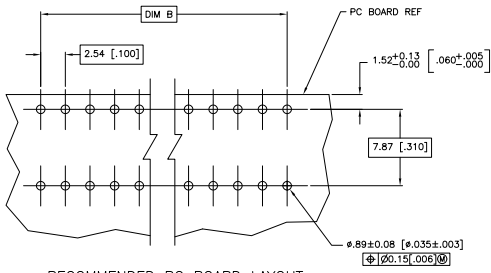 DIM B
PC BOARD REF
2.54 [.100]
1.52+0.13 -0.00 [.060+.005 -.000]
7.87 [.310]
ø.89±0.08 [ø.035±.003]
⌖ Ø0.15[.006]Ⓜ
RECOMMENDED PC BOARD LAYOUT